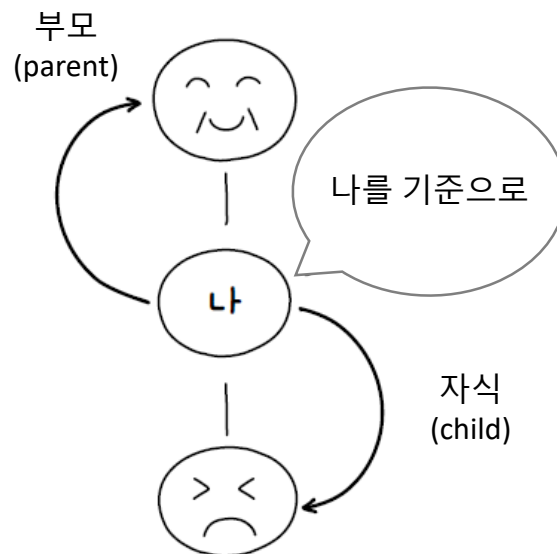 부모
(parent)
나를 기준으로
나
자식
(child)